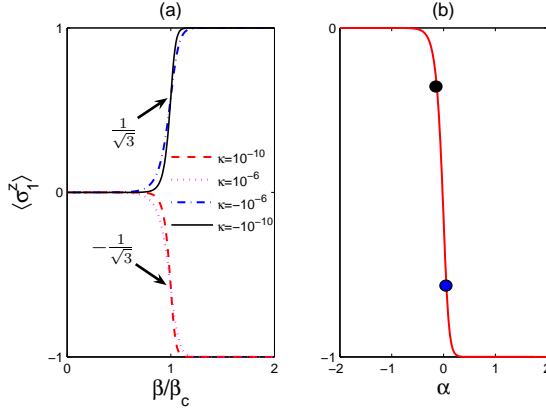 (a)
(b)
1
0
−1
⟨σ₁ᶻ⟩
1/√3
−1/√3
κ=10⁻¹⁰
κ=10⁻⁶
κ=−10⁻⁶
κ=−10⁻¹⁰
0 1 2
β/β_c
0
−1
−2 −1 0 1 2
α